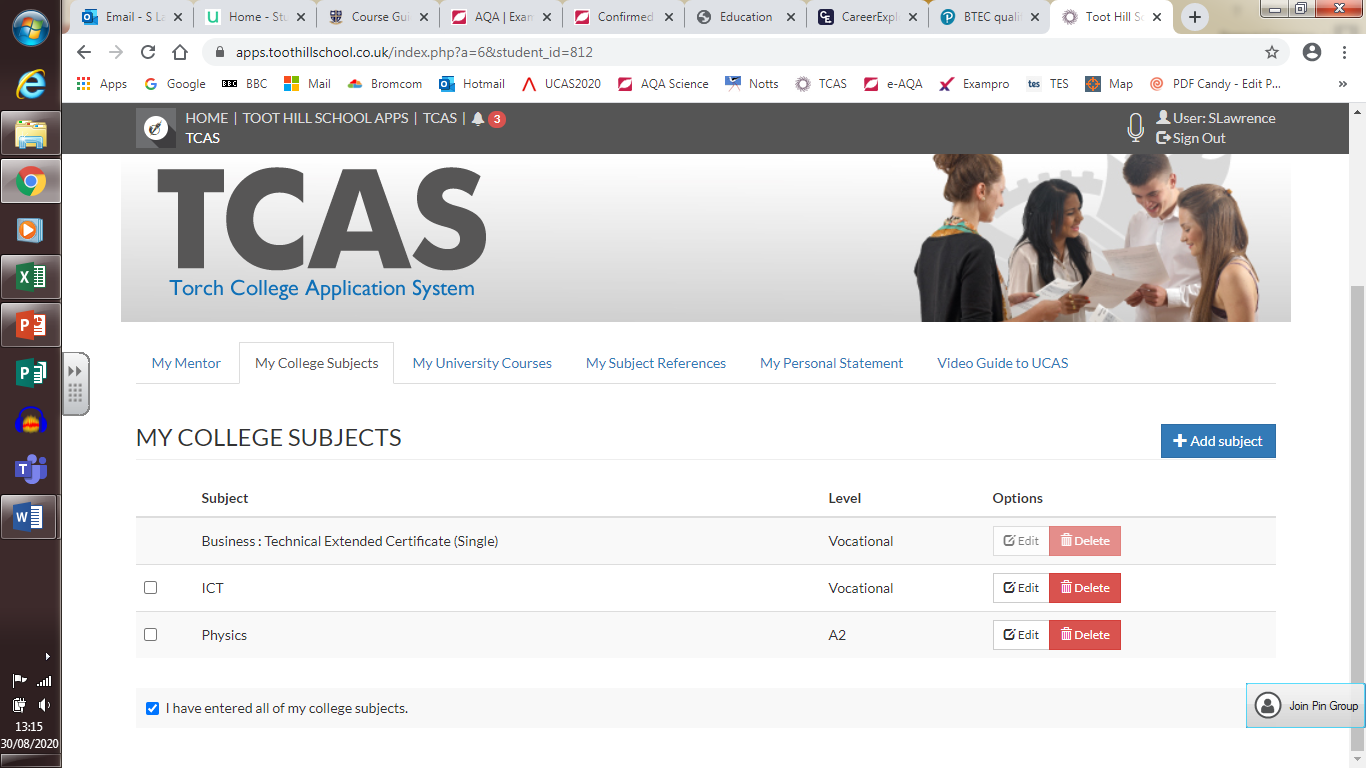 Email - S La
Home - Stu
Course Gui
AQA | Exam
Confirmed
Education
CareerExpl
BTEC quali
Toot Hill S
apps.toothillschool.co.uk/index.php?a=6&student_id=812
Apps
Google
BBC BBC
Mail
Bromcom
Hotmail
UCAS2020
AQA Science
Notts
TCAS
e-AQA
Exampro
tes TES
Map
PDF Candy - Edit P...
HOME | TOOT HILL SCHOOL APPS | TCAS | 3
TCAS
User: SLawrence
Sign Out
TCAS
Torch College Application System
My Mentor
My College Subjects
My University Courses
My Subject References
My Personal Statement
Video Guide to UCAS
MY COLLEGE SUBJECTS
Add subject
Subject Level Options
Business : Technical Extended Certificate (Single) Vocational Edit Delete
ICT Vocational Edit Delete
Physics A2 Edit Delete
I have entered all of my college subjects.
Join Pin Group
13:15
30/08/2020